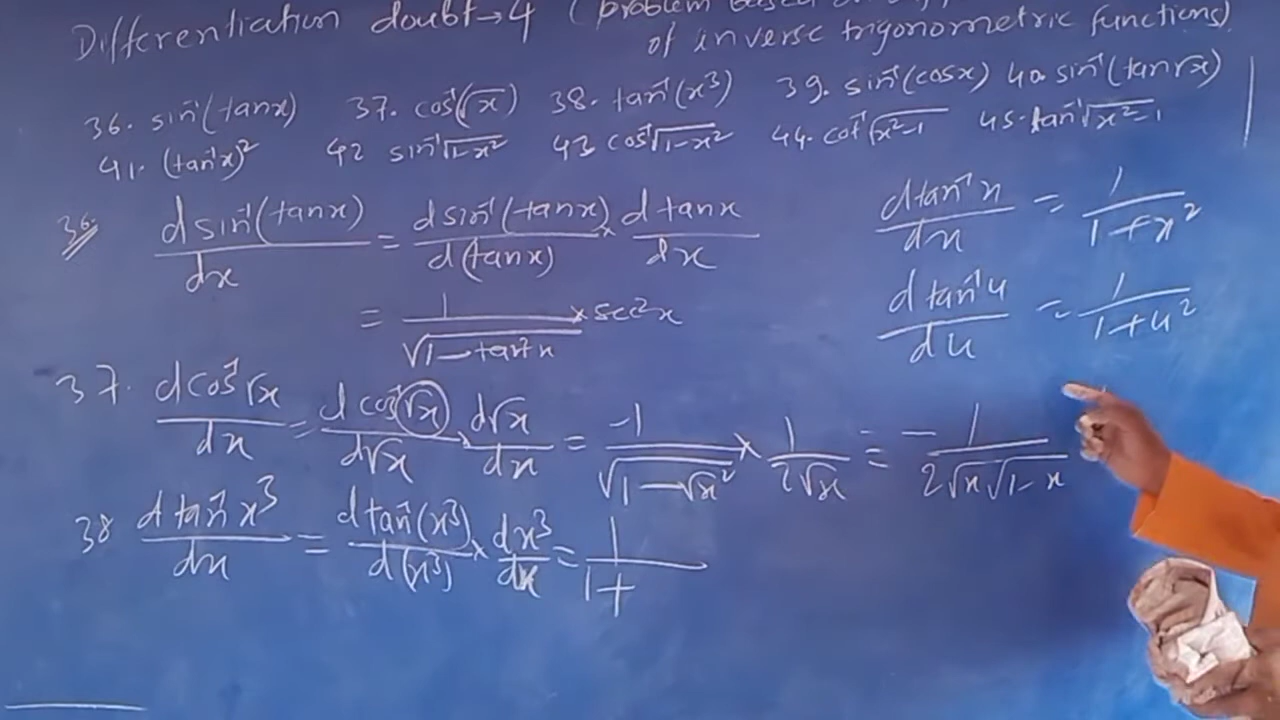 Differentiation doubt→4 (problem based
of inverse trigonometric functions)
36. sin⁻¹(tanx) 37. cos⁻¹(√x) 38. tan⁻¹(x³) 39. sin⁻¹(cosx) 40. sin⁻¹(tan√x)
41. (tan⁻¹x)² 42 sin⁻¹√1-x² 43 cos⁻¹√1-x² 44. cot⁻¹√x²-1 45. tan⁻¹√x²-1
36. d sin⁻¹(tanx)/dx = d sin⁻¹(tanx)/d(tanx) × d tanx/dx
= 1/√1-tan²x × sec²x
d tan⁻¹x/dx = 1/1+x²
d tan⁻¹u/du = 1/1+u²
37. d cos⁻¹√x/dx = d cos⁻¹(√x)/d√x × d√x/dx = -1/√1-√x² × 1/2√x = -1/2√x√1-x
38 d tan⁻¹x³/dx = d tan⁻¹(x³)/d(x³) × dx³/dx = 1/1+